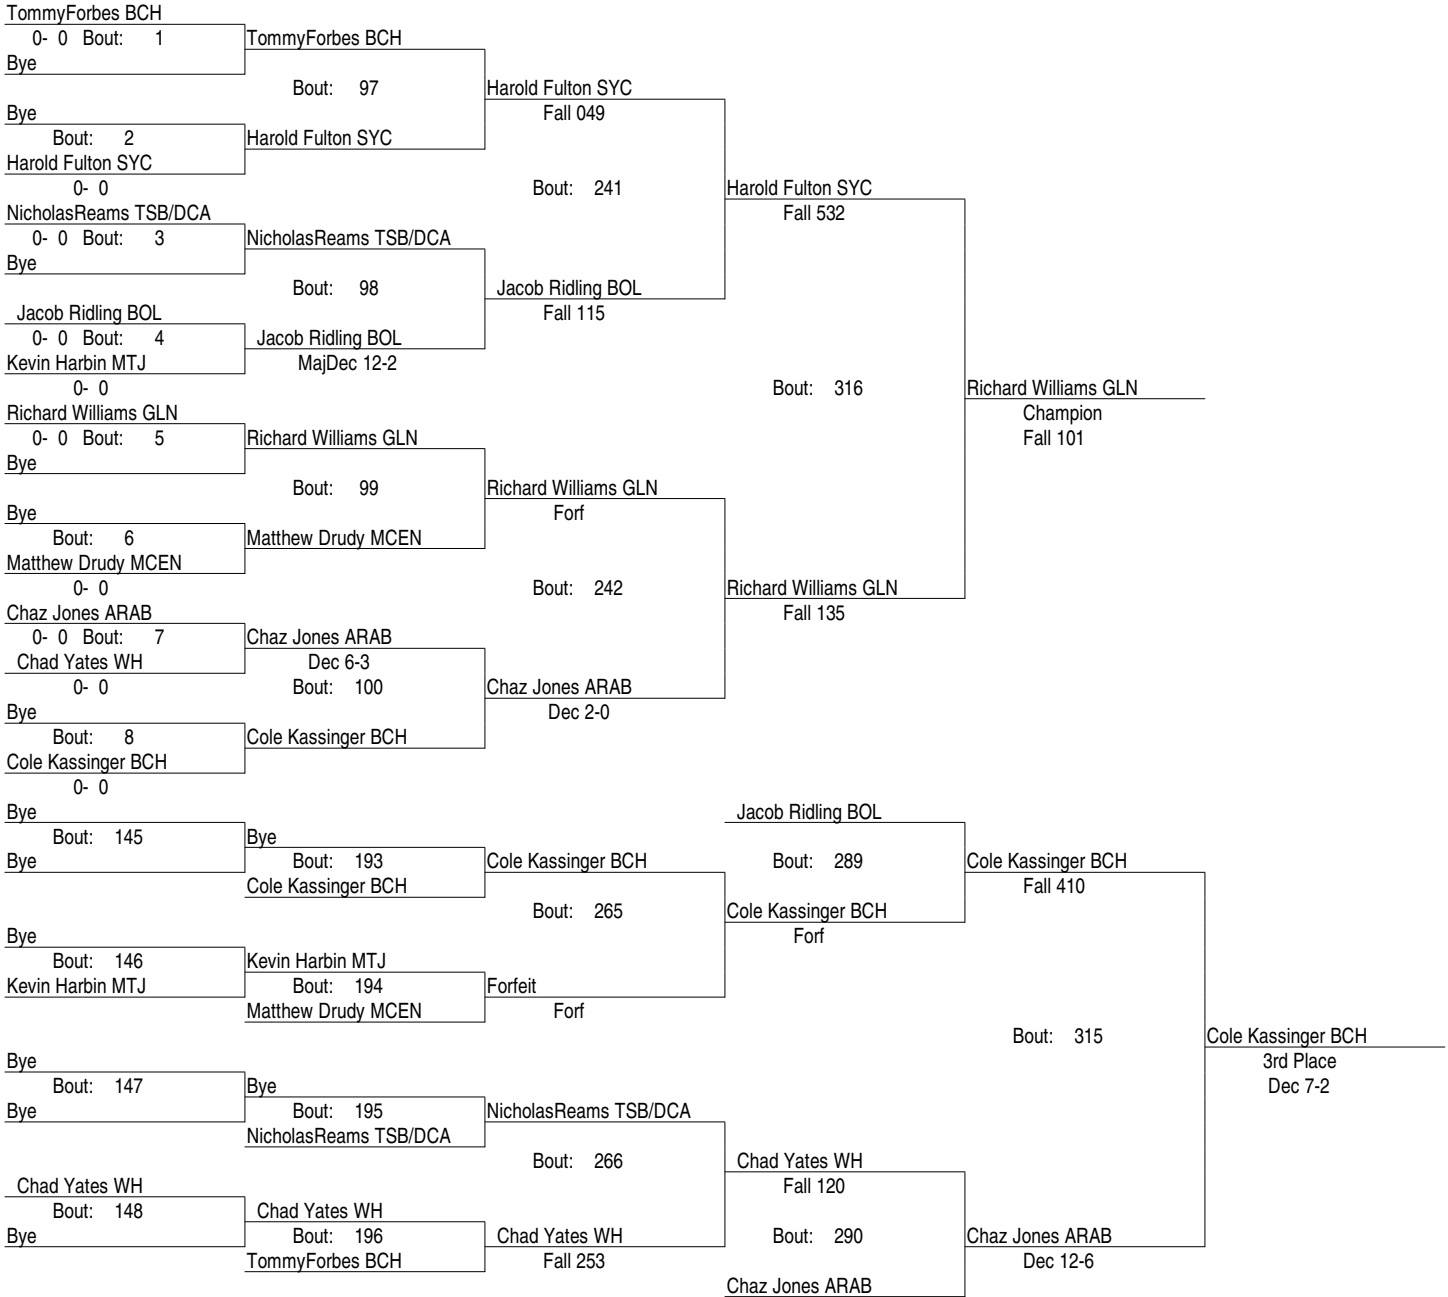 TommyForbes BCH
0- 0 Bout: 1 TommyForbes BCH
Bye
Bout: 97 Harold Fulton SYC
Bye Fall 049
Bout: 2 Harold Fulton SYC
Harold Fulton SYC
0- 0 Bout: 241 Harold Fulton SYC
NicholasReams TSB/DCA Fall 532
0- 0 Bout: 3 NicholasReams TSB/DCA
Bye
Bout: 98 Jacob Ridling BOL
Jacob Ridling BOL Fall 115
0- 0 Bout: 4 Jacob Ridling BOL
Kevin Harbin MTJ MajDec 12-2
0- 0 Bout: 316 Richard Williams GLN
Richard Williams GLN Champion
0- 0 Bout: 5 Richard Williams GLN Fall 101
Bye
Bout: 99 Richard Williams GLN
Bye Forf
Bout: 6 Matthew Drudy MCEN
Matthew Drudy MCEN
0- 0 Bout: 242 Richard Williams GLN
Chaz Jones ARAB Fall 135
0- 0 Bout: 7 Chaz Jones ARAB
Chad Yates WH Dec 6-3
0- 0 Bout: 100 Chaz Jones ARAB
Bye Dec 2-0
Bout: 8 Cole Kassinger BCH
Cole Kassinger BCH
0- 0
Bye Jacob Ridling BOL
Bout: 145 Bye
Bye Bout: 193 Cole Kassinger BCH Bout: 289 Cole Kassinger BCH
Cole Kassinger BCH Fall 410
Bout: 265 Cole Kassinger BCH
Bye Forf
Bout: 146 Kevin Harbin MTJ
Kevin Harbin MTJ Bout: 194 Forfeit
Matthew Drudy MCEN Forf
Bout: 315 Cole Kassinger BCH
Bye 3rd Place
Bout: 147 Bye Dec 7-2
Bye Bout: 195 NicholasReams TSB/DCA
NicholasReams TSB/DCA
Bout: 266 Chad Yates WH
Chad Yates WH Fall 120
Bout: 148 Chad Yates WH
Bye Bout: 196 Chad Yates WH Bout: 290 Chaz Jones ARAB
TommyForbes BCH Fall 253 Dec 12-6
Chaz Jones ARAB